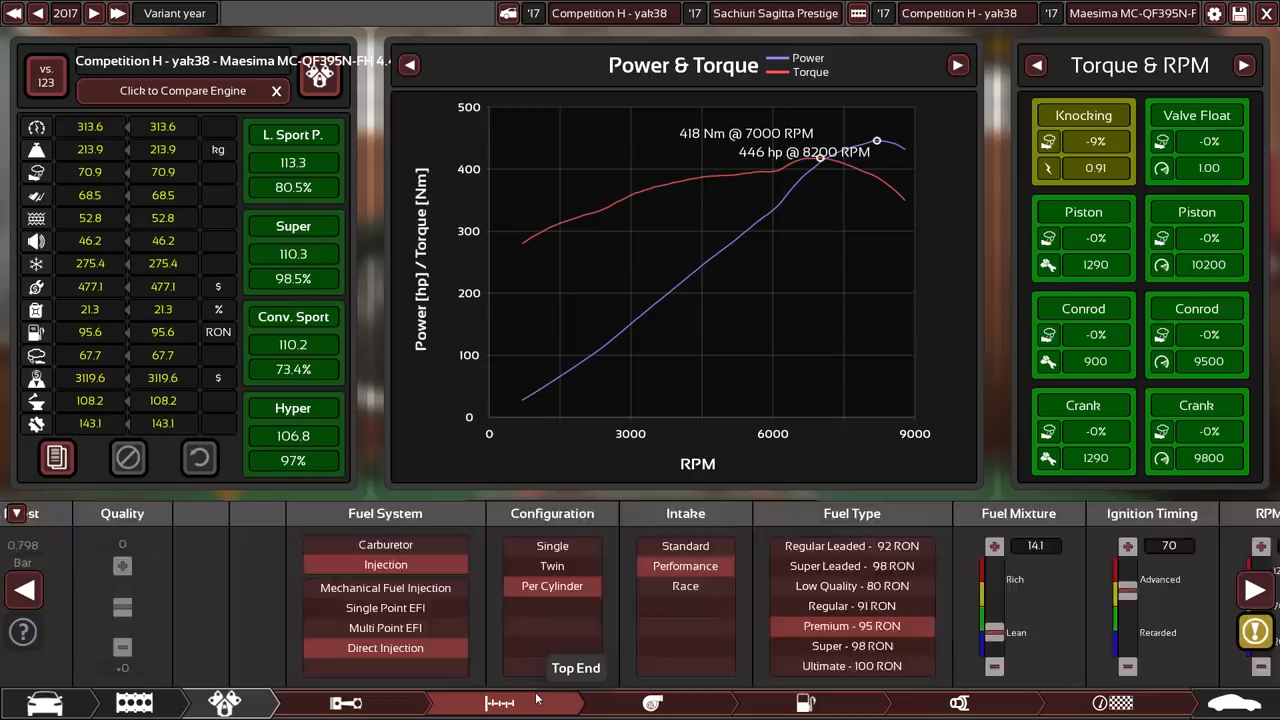 2017
Variant year
'17
Competition H - yak38
'17
Sachiuri Sagitta Prestige
'17
Competition H - yak38
'17
Maesima MC-QF395N-F
vs.
123
Competition H - yak38 - Maesima MC-QF395N-FH 4.4
Click to Compare Engine
X
313.6 313.6
213.9 213.9 kg
70.9 70.9
68.5 68.5
52.8 52.8
46.2 46.2
275.4 275.4
477.1 477.1 $
21.3 21.3 %
95.6 95.6 RON
67.7 67.7
3119.6 3119.6 $
108.2 108.2
143.1 143.1
L. Sport P.
113.3
80.5%
Super
110.3
98.5%
Conv. Sport
110.2
73.4%
Hyper
106.8
97%
Power & Torque
Power
Torque
500
400
300
200
100
0
Power [hp] / Torque [Nm]
418 Nm @ 7000 RPM
446 hp @ 8200 RPM
0 3000 6000 9000
RPM
Torque & RPM
Knocking
-9%
0.91
Valve Float
-0%
1.00
Piston
-0%
1290
Piston
-0%
10200
Conrod
-0%
900
Conrod
-0%
9500
Crank
-0%
1290
Crank
-0%
9800
0.798
Bar
Quality
0
+0
Fuel System
Carburetor
Injection
Mechanical Fuel Injection
Single Point EFI
Multi Point EFI
Direct Injection
Configuration
Single
Twin
Per Cylinder
Top End
Intake
Standard
Performance
Race
Fuel Type
Regular Leaded - 92 RON
Super Leaded - 98 RON
Low Quality - 80 RON
Regular - 91 RON
Premium - 95 RON
Super - 98 RON
Ultimate - 100 RON
Fuel Mixture
14.1
Rich
Lean
Ignition Timing
70
Advanced
Retarded
RPM